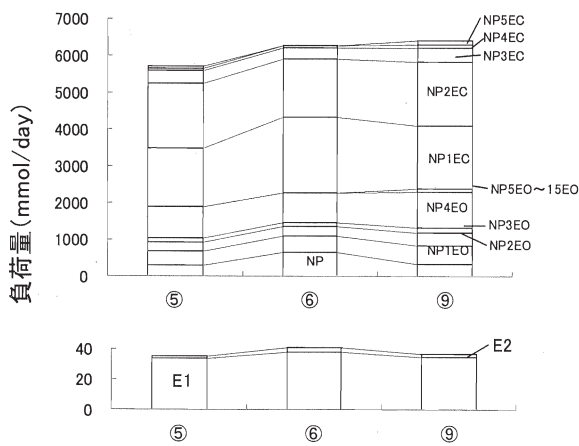 負荷量(mmol/day)
7000
6000
5000
4000
3000
2000
1000
0
NP5EC
NP4EC
NP3EC
NP2EC
NP1EC
NP5EO～15EO
NP4EO
NP3EO
NP2EO
NP1EO
NP
⑤
⑥
⑨
40
20
0
E1
E2
⑤
⑥
⑨